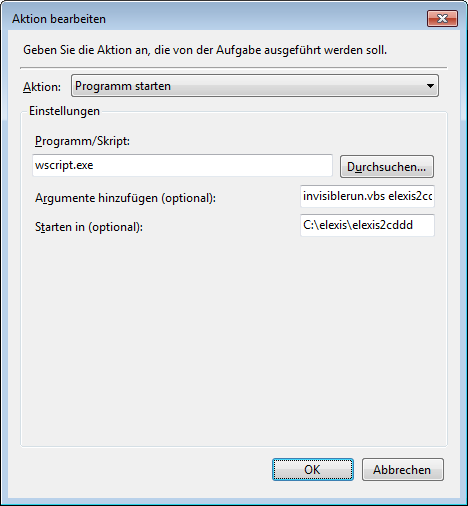 Aktion bearbeiten
Geben Sie die Aktion an, die von der Aufgabe ausgeführt werden soll.
Aktion: Programm starten
Einstellungen
Programm/Skript:
wscript.exe Durchsuchen...
Argumente hinzufügen (optional): invisiblerun.vbs elexis2cd
Starten in (optional): C:\elexis\elexis2cddd
OK Abbrechen